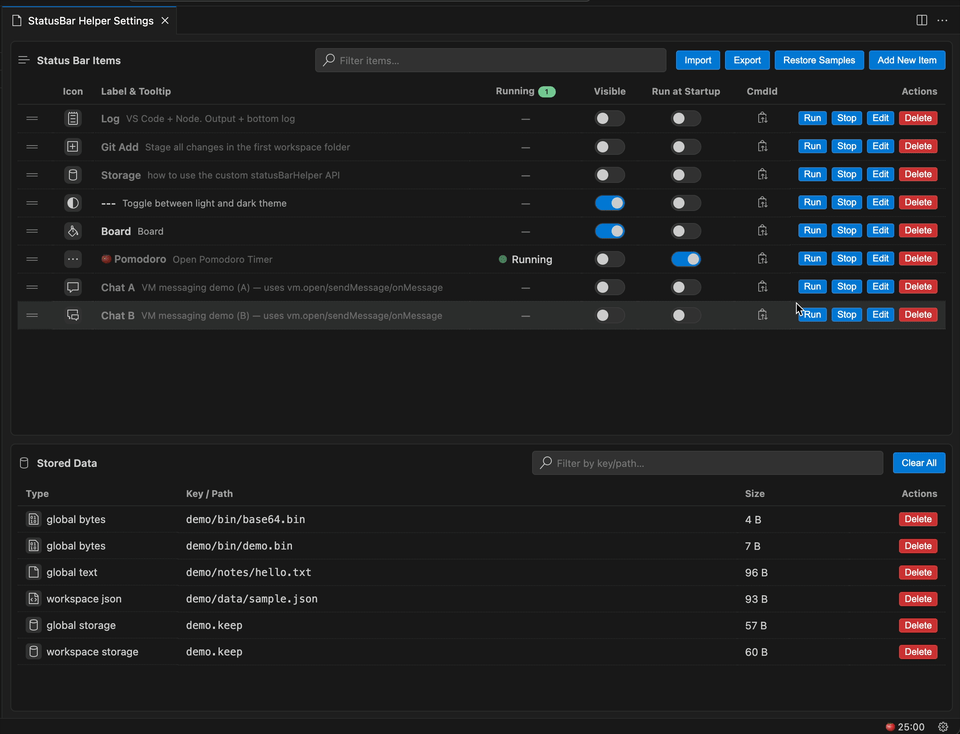 StatusBar Helper Settings
Status Bar Items
Filter items...
Import
Export
Restore Samples
Add New Item
Icon Label & Tooltip Running 1 Visible Run at Startup CmdId Actions
Log VS Code + Node. Output + bottom log — Run Stop Edit Delete
Git Add Stage all changes in the first workspace folder — Run Stop Edit Delete
Storage how to use the custom statusBarHelper API — Run Stop Edit Delete
--- Toggle between light and dark theme — Run Stop Edit Delete
Board Board — Run Stop Edit Delete
Pomodoro Open Pomodoro Timer Running Run Stop Edit Delete
Chat A VM messaging demo (A) — uses vm.open/sendMessage/onMessage — Run Stop Edit Delete
Chat B VM messaging demo (B) — uses vm.open/sendMessage/onMessage — Run Stop Edit Delete
Stored Data
Filter by key/path...
Clear All
Type Key / Path Size Actions
global bytes demo/bin/base64.bin 4 B Delete
global bytes demo/bin/demo.bin 7 B Delete
global text demo/notes/hello.txt 96 B Delete
workspace json demo/data/sample.json 93 B Delete
global storage demo.keep 57 B Delete
workspace storage demo.keep 60 B Delete
25:00